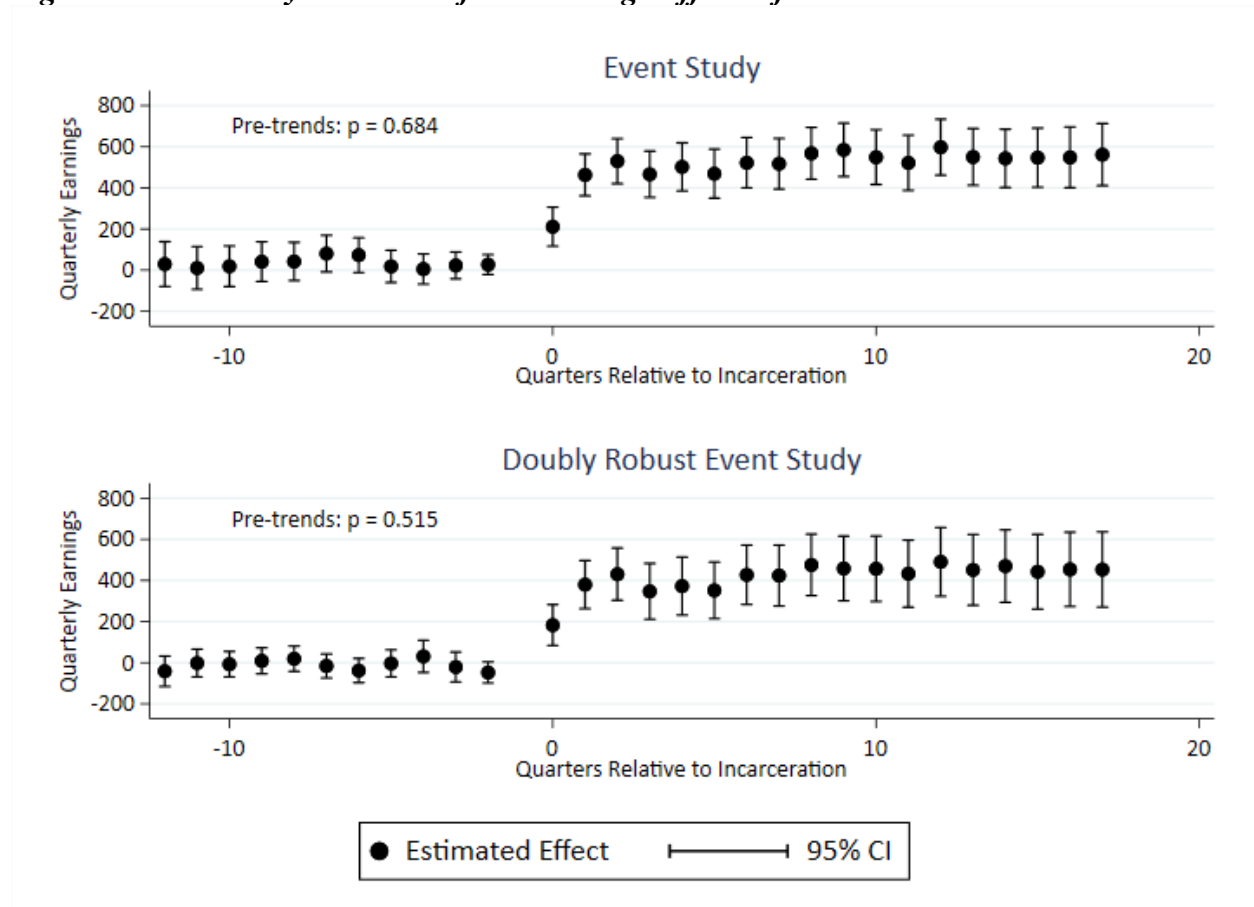 Event Study
Pre-trends: p = 0.684
Quarterly Earnings
800
600
400
200
0
-200
-10
0
10
20
Quarters Relative to Incarceration
Doubly Robust Event Study
Pre-trends: p = 0.515
Quarterly Earnings
800
600
400
200
0
-200
-10
0
10
20
Quarters Relative to Incarceration
Estimated Effect
95% CI